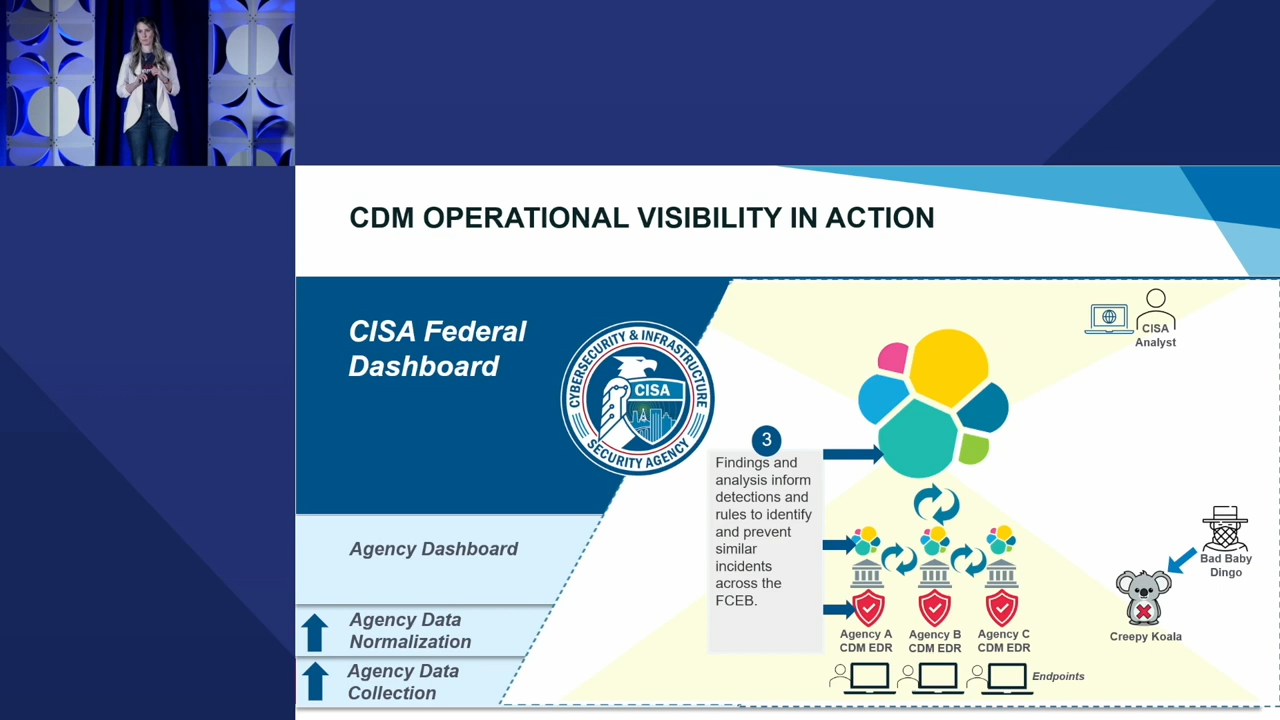 CDM OPERATIONAL VISIBILITY IN ACTION
CISA Federal
Dashboard
CYBERSECURITY & INFRASTRUCTURE
CISA
SECURITY AGENCY
CISA
Analyst
3
Findings and
analysis inform
detections and
rules to identify
and prevent
similar
incidents
across the
FCEB.
Agency Dashboard
Agency Data
Normalization
Agency Data
Collection
Agency A
CDM EDR
Agency B
CDM EDR
Agency C
CDM EDR
Endpoints
Bad Baby
Dingo
Creepy Koala